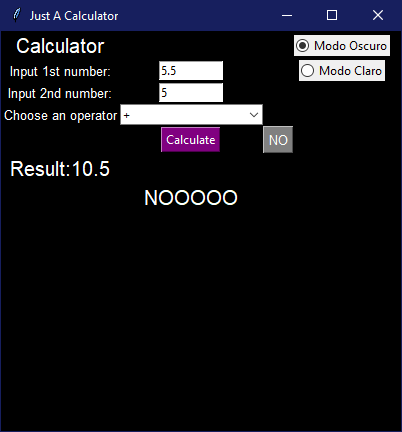 Just A Calculator
Calculator
Modo Oscuro
Input 1st number: 5.5
Modo Claro
Input 2nd number: 5
Choose an operator +
Calculate NO
Result:10.5
NOOOOO